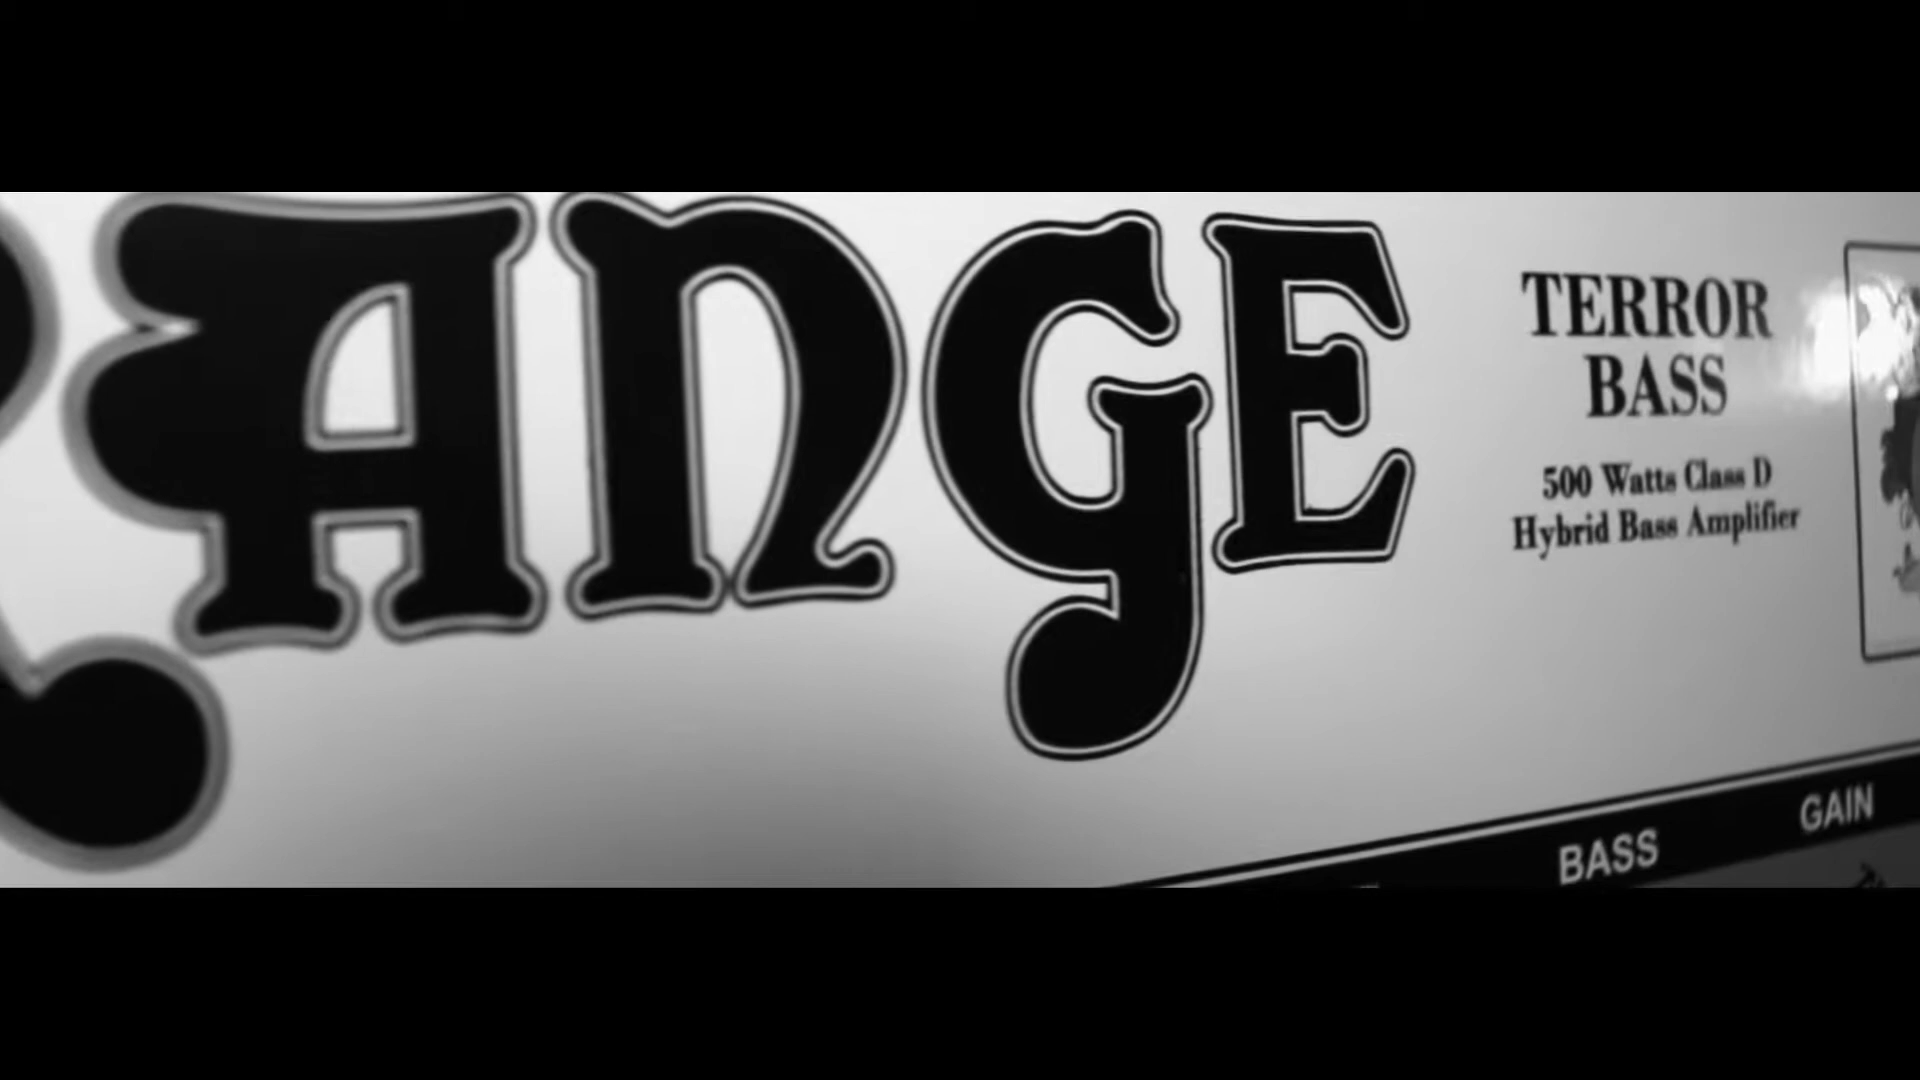 ANGE
TERROR
BASS
500 Watts Class D
Hybrid Bass Amplifier
BASS
GAIN